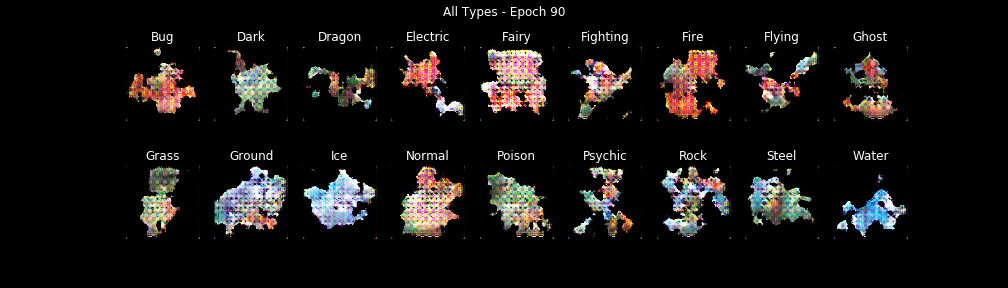 All Types - Epoch 90
Bug Dark Dragon Electric Fairy Fighting Fire Flying Ghost
Grass Ground Ice Normal Poison Psychic Rock Steel Water